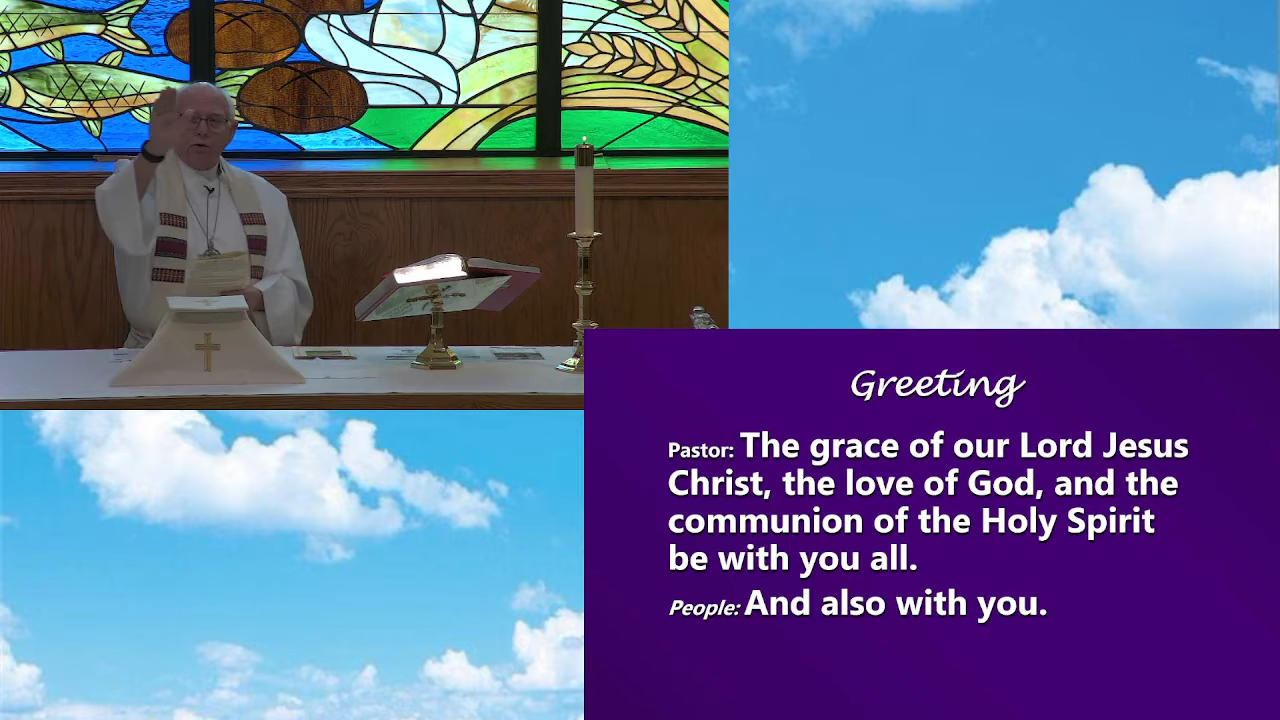 Greeting
Pastor: The grace of our Lord Jesus
Christ, the love of God, and the
communion of the Holy Spirit
be with you all.
People: And also with you.